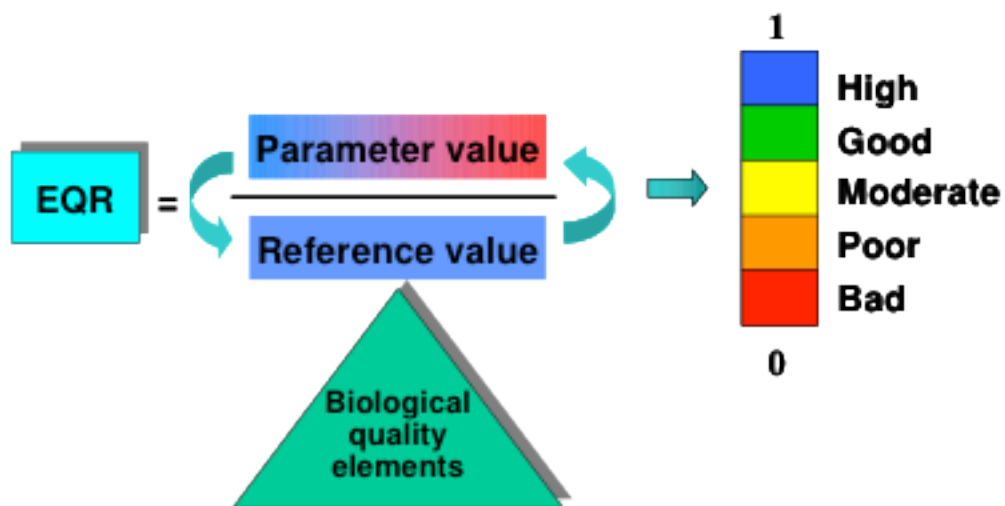 EQR
=
Parameter value
Reference value
Biological
quality
elements
1
High
Good
Moderate
Poor
Bad
0